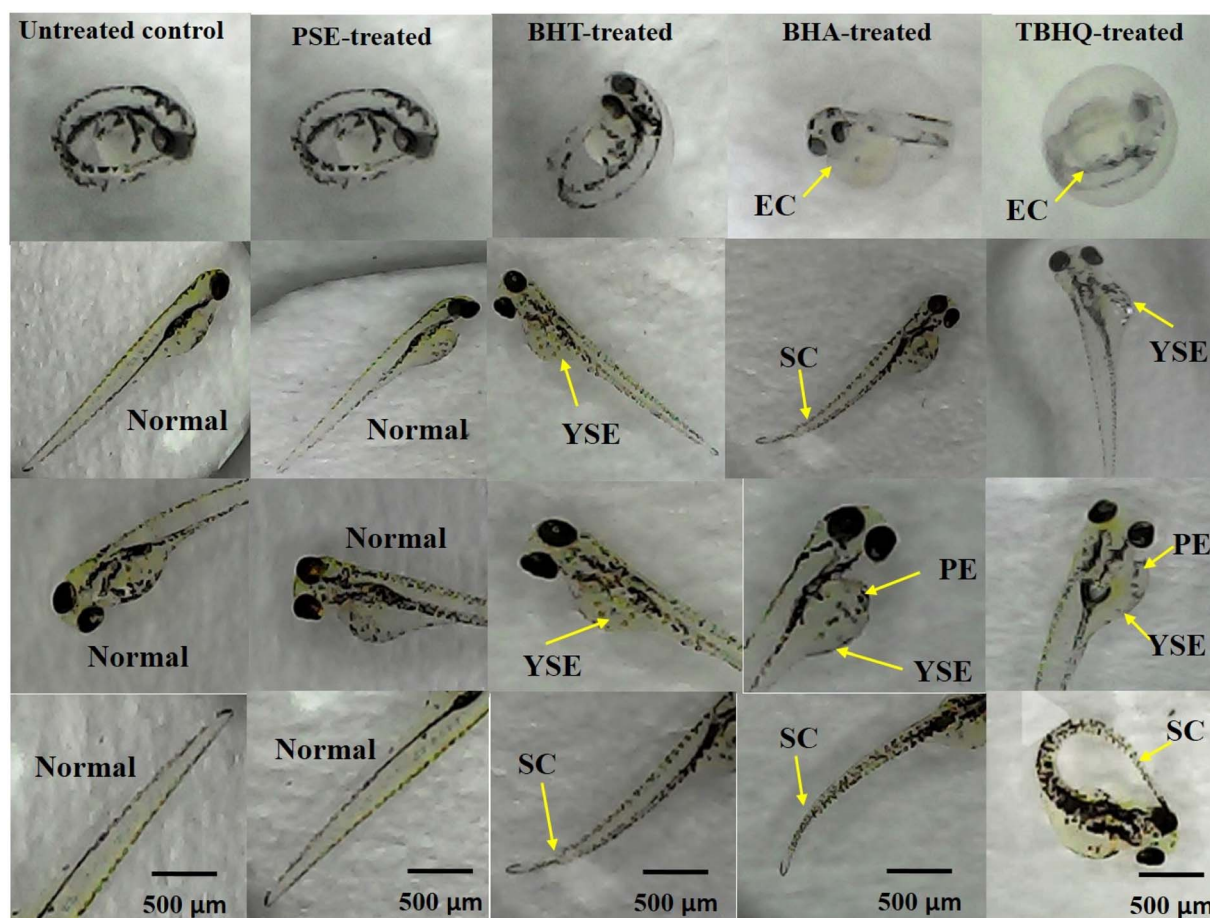 Untreated control
PSE-treated
BHT-treated
BHA-treated
TBHQ-treated
EC
EC
Normal
Normal
YSE
SC
YSE
Normal
Normal
YSE
PE
YSE
PE
YSE
Normal
Normal
SC
SC
SC
500 µm
500 µm
500 µm
500 µm
500 µm